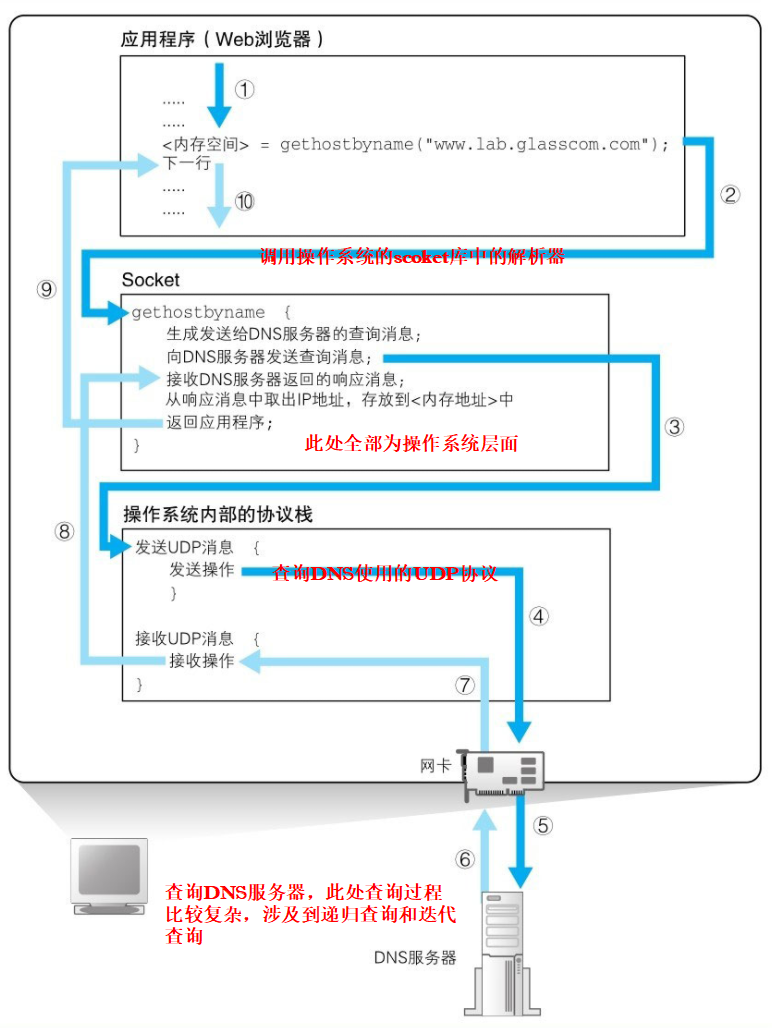 应用程序（Web浏览器）
①
.....
.....
<内存空间> = gethostbyname("www.lab.glasscom.com");
下一行
②
.....
⑩
.....
调用操作系统的scoket库中的解析器
⑨
Socket
gethostbyname {
生成发送给DNS服务器的查询消息;
向DNS服务器发送查询消息;
接收DNS服务器返回的响应消息;
从响应消息中取出IP地址，存放到<内存地址>中
返回应用程序;
③
}
此处全部为操作系统层面
操作系统内部的协议栈
⑧
发送UDP消息 {
发送操作
查询DNS使用的UDP协议
}
④
接收UDP消息 {
接收操作
⑦
}
网卡
⑤
⑥
查询DNS服务器，此处查询过程
比较复杂，涉及到递归查询和迭代
查询
DNS服务器